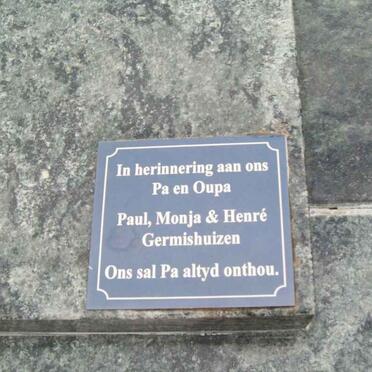 In herinnering aan ons
Pa en Oupa
Paul, Monja & Henré
Germishuizen
Ons sal Pa altyd onthou.